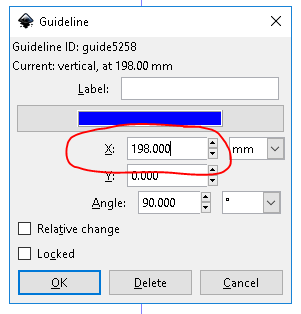 Guideline
Guideline ID: guide5258
Current: vertical, at 198.00 mm
Label:
X: 198.000 mm
Y: 0.000
Angle: 90.000 °
Relative change
Locked
OK Delete Cancel